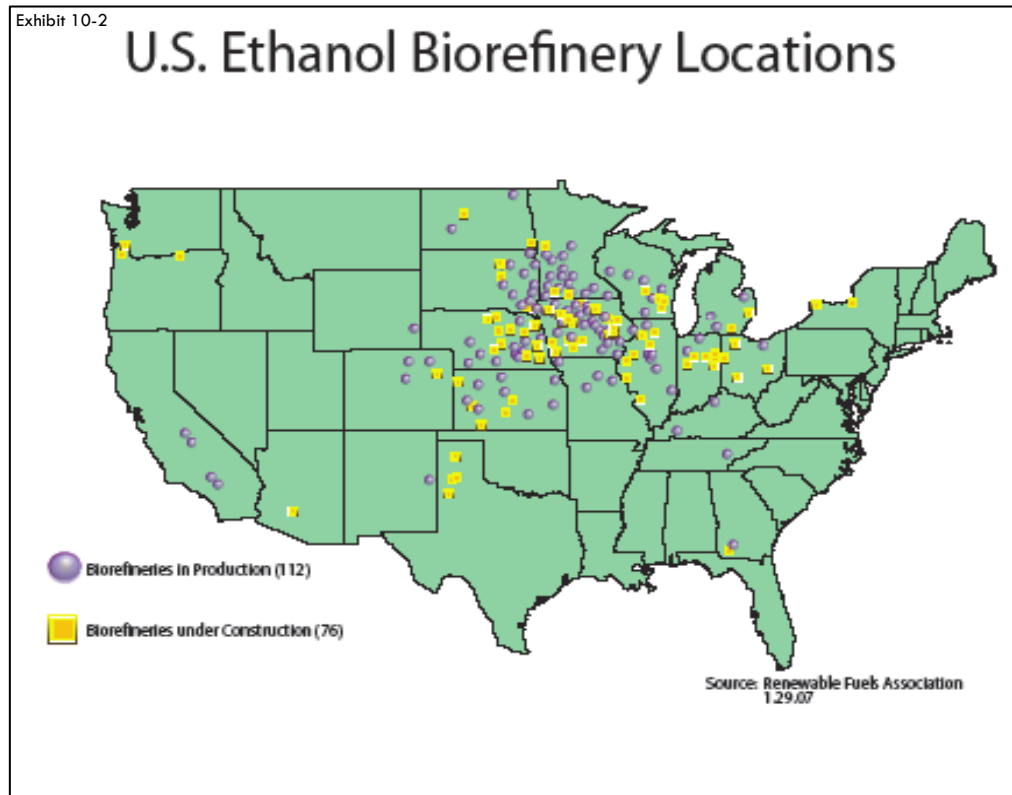 Exhibit 10-2
U.S. Ethanol Biorefinery Locations
Biorefineries in Production (112)
Biorefineries under Construction (76)
Source: Renewable Fuels Association
1.29.07